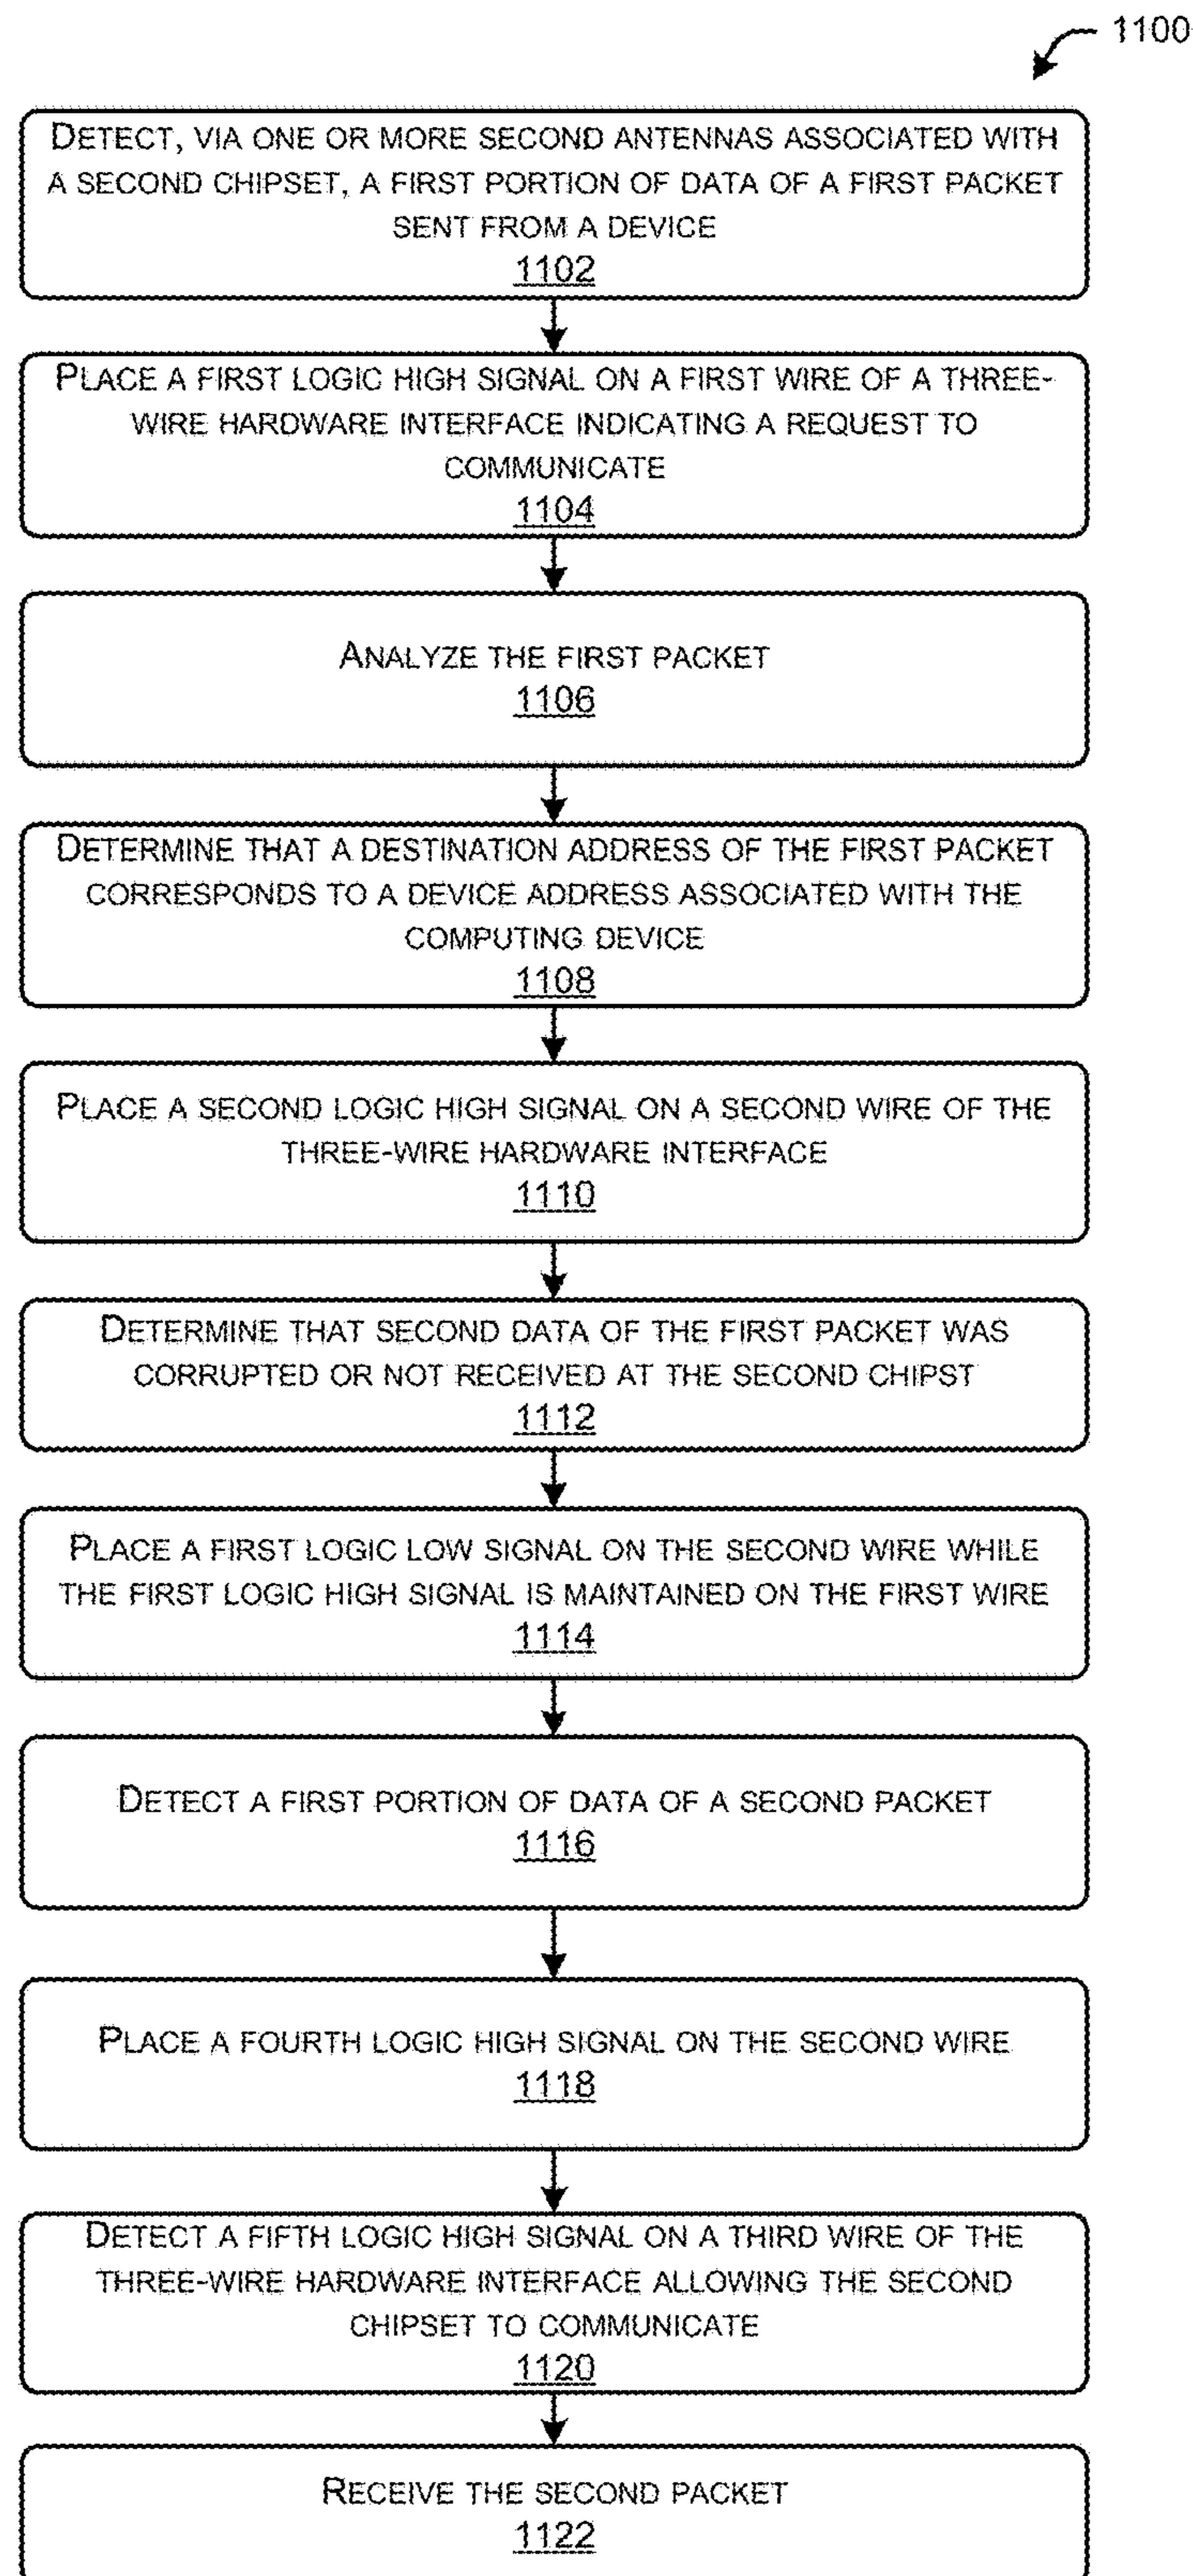 1100
DETECT, VIA ONE OR MORE SECOND ANTENNAS ASSOCIATED WITH
A SECOND CHIPSET, A FIRST PORTION OF DATA OF A FIRST PACKET
SENT FROM A DEVICE
1102
PLACE A FIRST LOGIC HIGH SIGNAL ON A FIRST WIRE OF A THREE-
WIRE HARDWARE INTERFACE INDICATING A REQUEST TO
COMMUNICATE
1104
ANALYZE THE FIRST PACKET
1106
DETERMINE THAT A DESTINATION ADDRESS OF THE FIRST PACKET
CORRESPONDS TO A DEVICE ADDRESS ASSOCIATED WITH THE
COMPUTING DEVICE
1108
PLACE A SECOND LOGIC HIGH SIGNAL ON A SECOND WIRE OF THE
THREE-WIRE HARDWARE INTERFACE
1110
DETERMINE THAT SECOND DATA OF THE FIRST PACKET WAS
CORRUPTED OR NOT RECEIVED AT THE SECOND CHIPST
1112
PLACE A FIRST LOGIC LOW SIGNAL ON THE SECOND WIRE WHILE
THE FIRST LOGIC HIGH SIGNAL IS MAINTAINED ON THE FIRST WIRE
1114
DETECT A FIRST PORTION OF DATA OF A SECOND PACKET
1116
PLACE A FOURTH LOGIC HIGH SIGNAL ON THE SECOND WIRE
1118
DETECT A FIFTH LOGIC HIGH SIGNAL ON A THIRD WIRE OF THE
THREE-WIRE HARDWARE INTERFACE ALLOWING THE SECOND
CHIPSET TO COMMUNICATE
1120
RECEIVE THE SECOND PACKET
1122